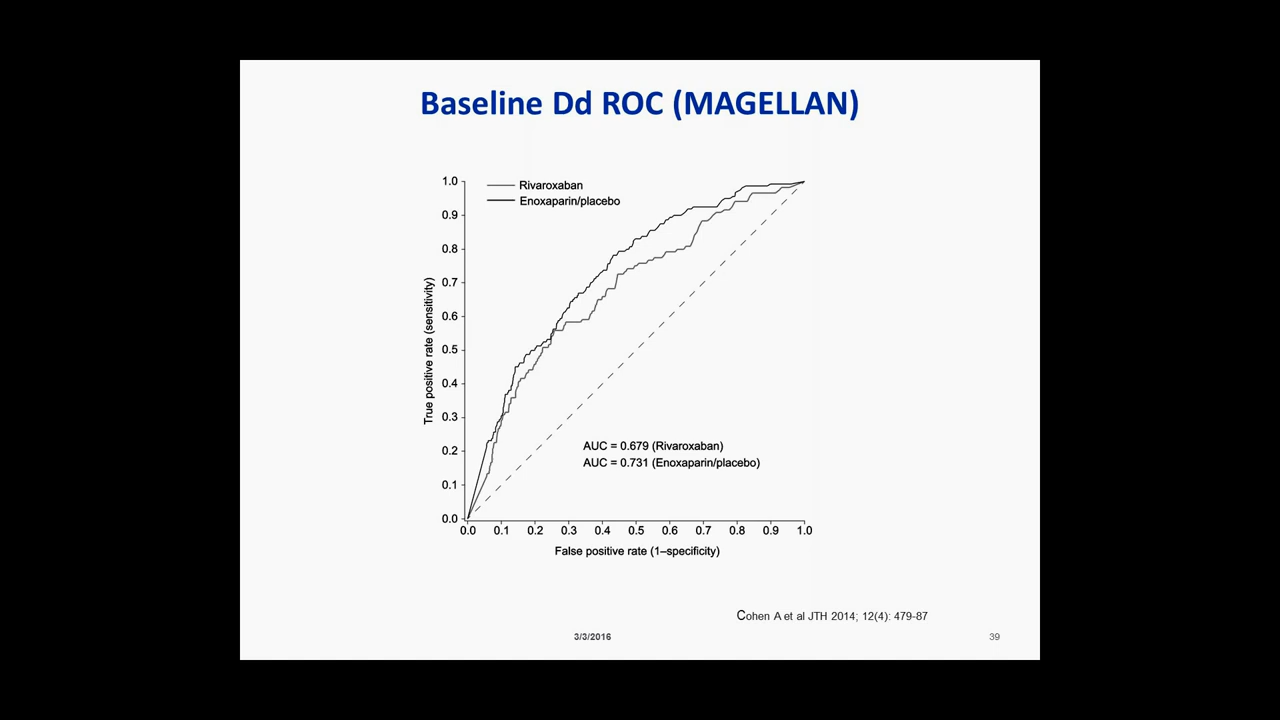 Baseline Dd ROC (MAGELLAN)
Rivaroxaban
Enoxaparin/placebo
1.0
0.9
0.8
0.7
0.6
0.5
0.4
0.3
0.2
0.1
0.0
True positive rate (sensitivity)
AUC = 0.679 (Rivaroxaban)
AUC = 0.731 (Enoxaparin/placebo)
0.0 0.1 0.2 0.3 0.4 0.5 0.6 0.7 0.8 0.9 1.0
False positive rate (1–specificity)
Cohen A et al JTH 2014; 12(4): 479-87
3/3/2016
39